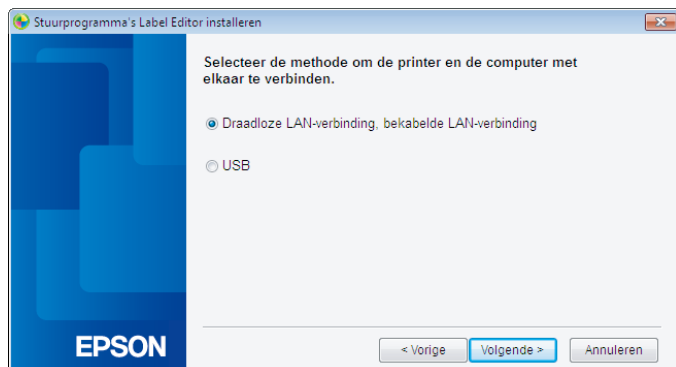 Stuurprogramma's Label Editor installeren
Selecteer de methode om de printer en de computer met
elkaar te verbinden.
Draadloze LAN-verbinding, bekabelde LAN-verbinding
USB
EPSON
< Vorige
Volgende >
Annuleren